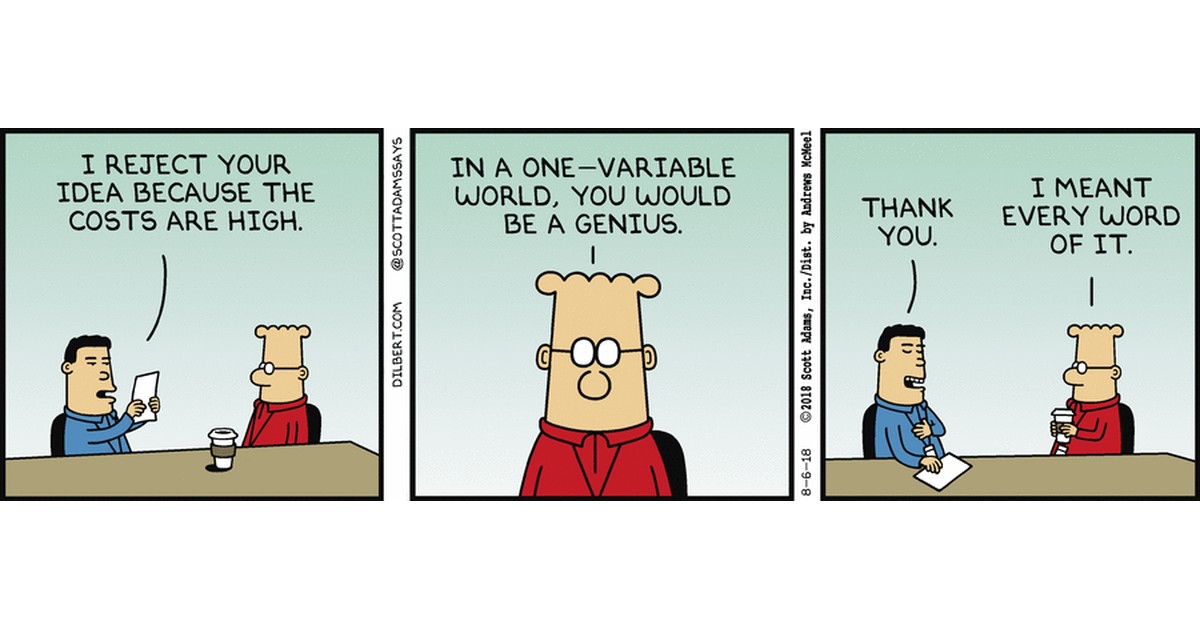 I REJECT YOUR
IDEA BECAUSE THE
COSTS ARE HIGH.
DILBERT.COM @SCOTTADAMSSAYS
IN A ONE-VARIABLE
WORLD, YOU WOULD
BE A GENIUS.
8-6-18 ©2018 Scott Adams, Inc./Dist. by Andrews McMeel
THANK
YOU.
I MEANT
EVERY WORD
OF IT.